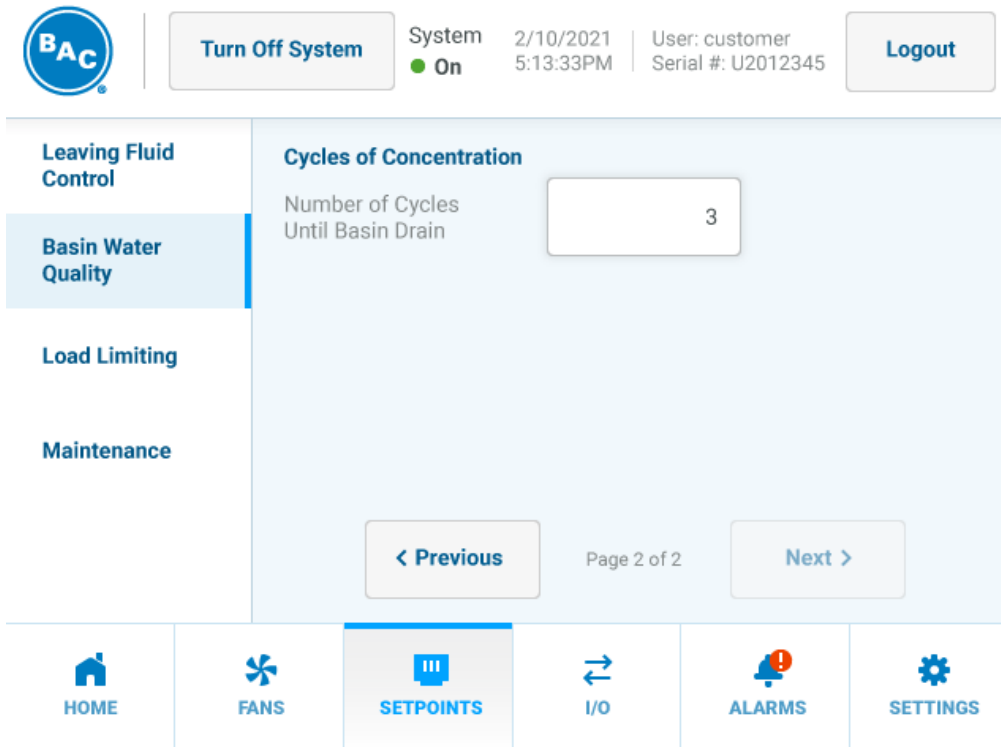 BAC®
Turn Off System
System
On
2/10/2021
5:13:33PM
User: customer
Serial #: U2012345
Logout
Leaving Fluid
Control
Basin Water
Quality
Load Limiting
Maintenance
Cycles of Concentration
Number of Cycles
Until Basin Drain
3
< Previous
Page 2 of 2
Next >
HOME
FANS
SETPOINTS
I/O
!
ALARMS
SETTINGS